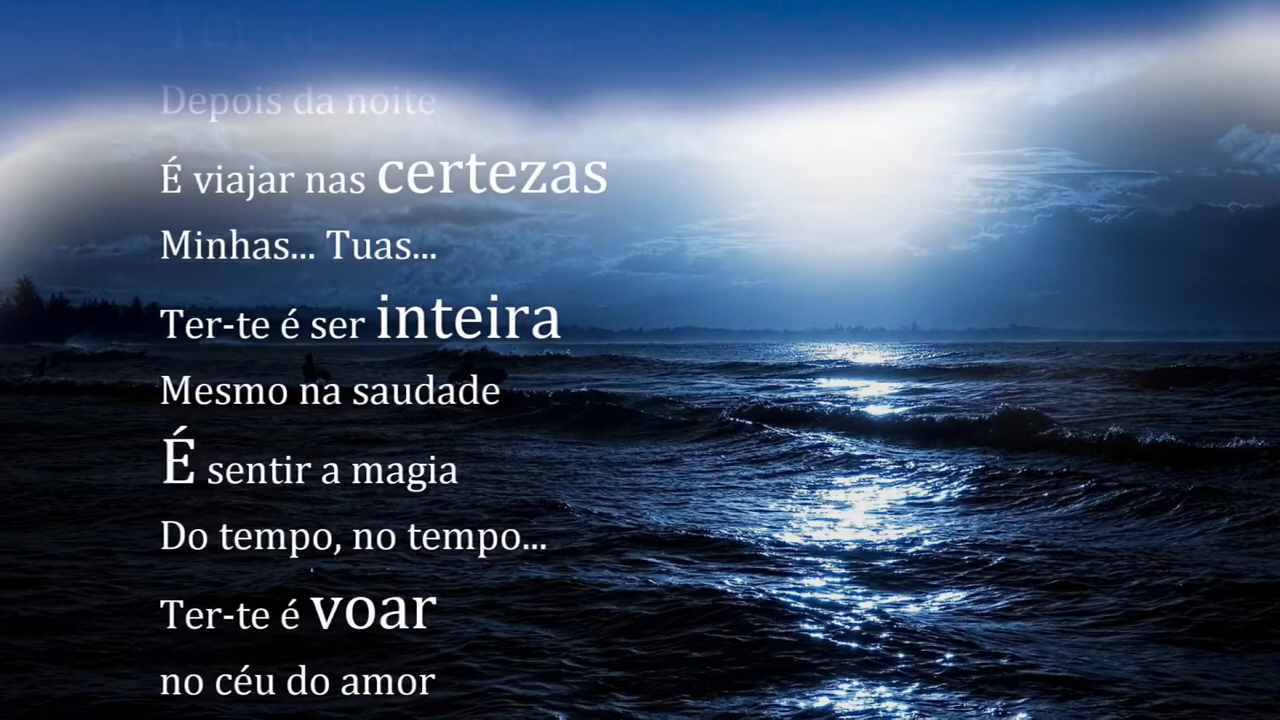 Depois da noite
É viajar nas certezas
Minhas... Tuas...
Ter-te é ser inteira
Mesmo na saudade
É sentir a magia
Do tempo, no tempo...
Ter-te é voar
no céu do amor